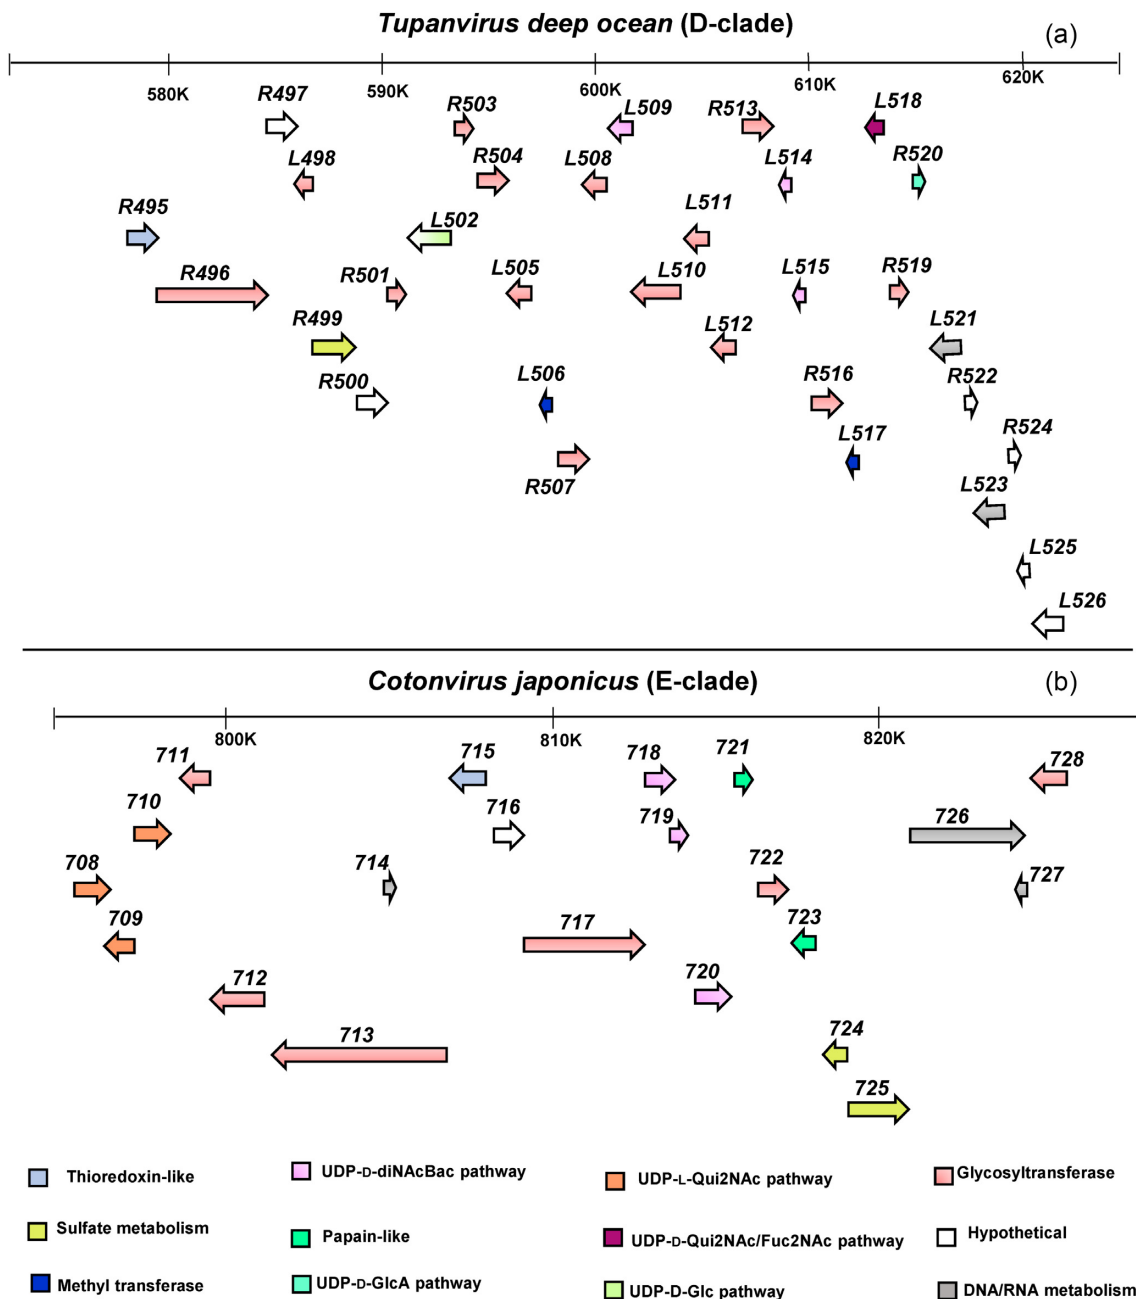 Tupanvirus deep ocean (D-clade)
(a)
580K 590K 600K 610K 620K
R497 R503 L509 R513 L518
L498 R504 L508 L514 R520
R495 L502 L511
R496 R501 L505 L510 L515 R519
R499 L512 L521
R500 L506 R516 R522
L517 R524
R507 L523
L525
L526
Cotonvirus japonicus (E-clade)
(b)
800K 810K 820K
711 715 718 721 728
710 716 719 726
708 714 722 727
709 717 723
712 720
713 724
725
Thioredoxin-like
UDP-D-diNAcBac pathway
UDP-L-Qui2NAc pathway
Glycosyltransferase
Sulfate metabolism
Papain-like
UDP-D-Qui2NAc/Fuc2NAc pathway
Hypothetical
Methyl transferase
UDP-D-GlcA pathway
UDP-D-Glc pathway
DNA/RNA metabolism